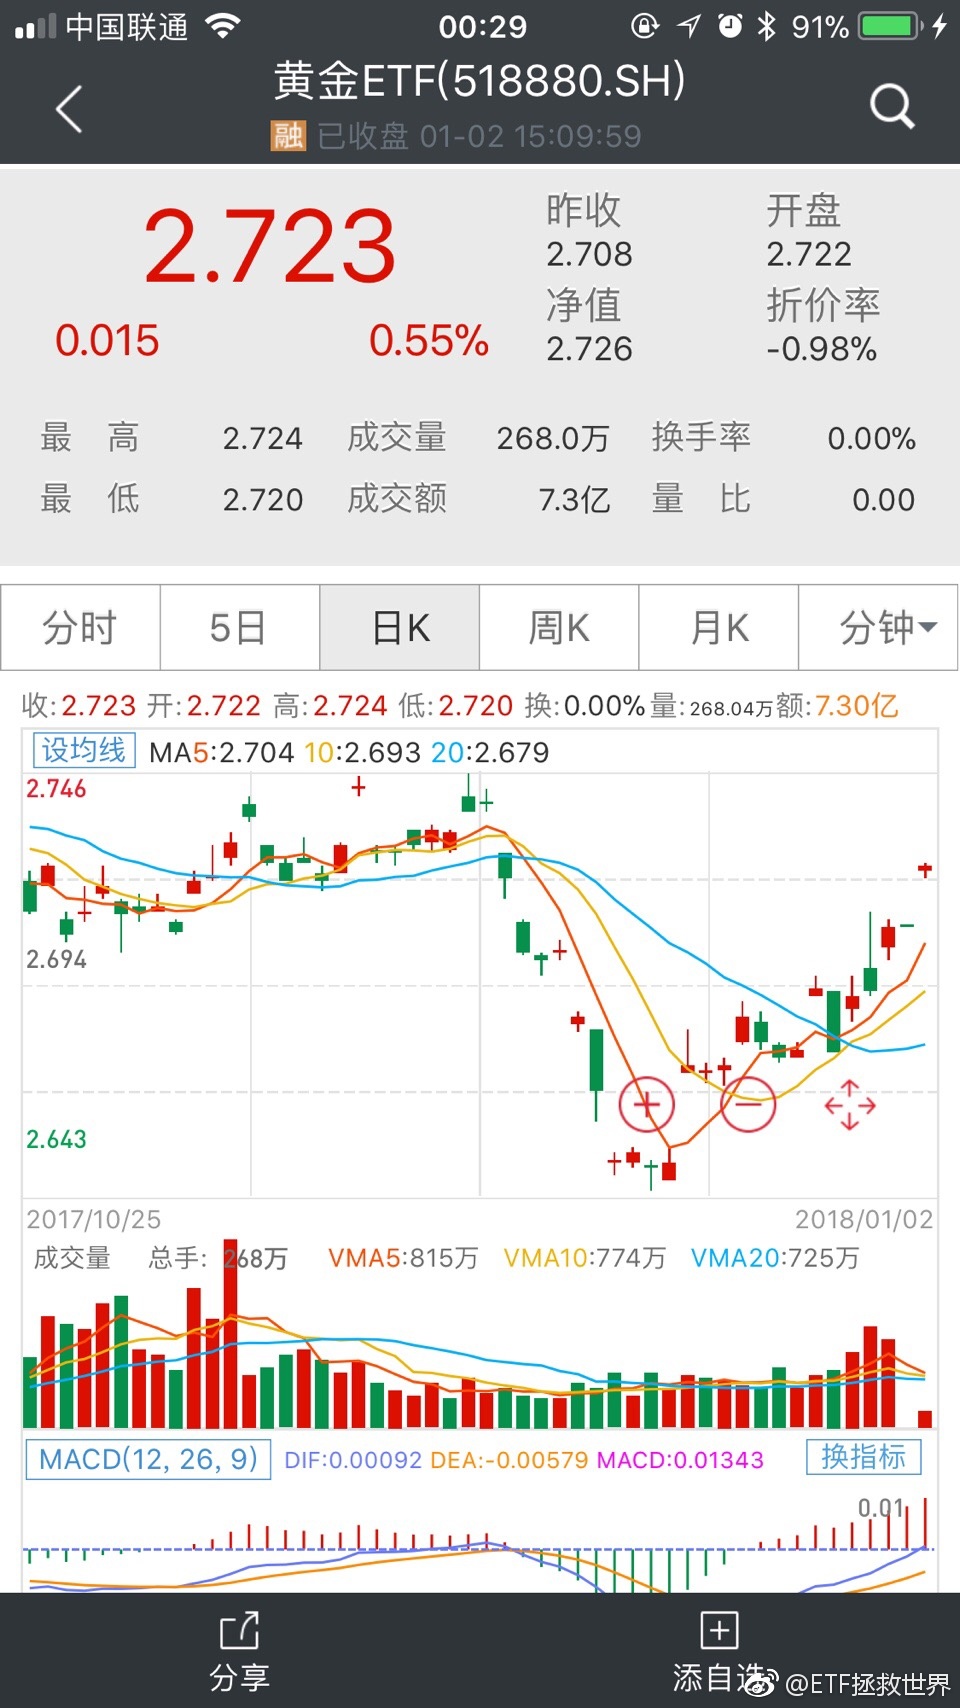 中国联通 00:29 91%
黄金ETF(518880.SH)
融 已收盘 01-02 15:09:59
2.723
0.015 0.55%
昨收 开盘
2.708 2.722
净值 折价率
2.726 -0.98%
最 高 2.724 成交量 268.0万 换手率 0.00%
最 低 2.720 成交额 7.3亿 量 比 0.00
分时 5日 日K 周K 月K 分钟
收:2.723 开:2.722 高:2.724 低:2.720 换:0.00% 量:268.04万 额:7.30亿
设均线 MA5:2.704 10:2.693 20:2.679
2.746
2.694
2.643
2017/10/25 2018/01/02
成交量 总手: 268万 VMA5:815万 VMA10:774万 VMA20:725万
MACD(12, 26, 9) DIF:0.00092 DEA:-0.00579 MACD:0.01343 换指标
0.01
分享 添自选
@ETF拯救世界